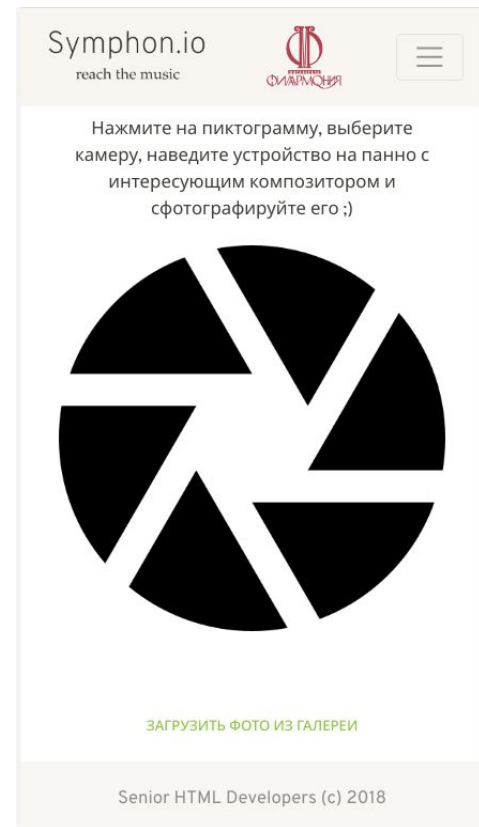 Symphon.io
reach the music
ФИЛАРМОНИЯ
Нажмите на пиктограмму, выберите
камеру, наведите устройство на панно с
интересующим композитором и
сфотографируйте его ;)
ЗАГРУЗИТЬ ФОТО ИЗ ГАЛЕРЕИ
Senior HTML Developers (c) 2018